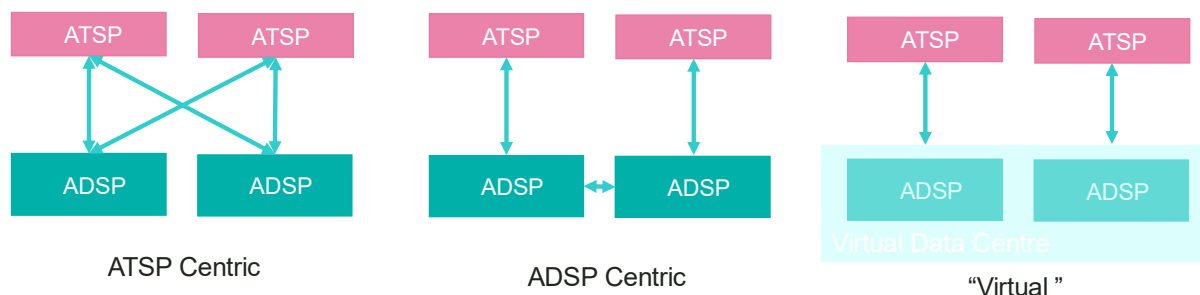 ATSP
ATSP
ADSP
ADSP
ATSP Centric
ATSP
ATSP
ADSP
ADSP
ADSP Centric
ATSP
ATSP
ADSP
ADSP
Virtual Data Centre
“Virtual ”